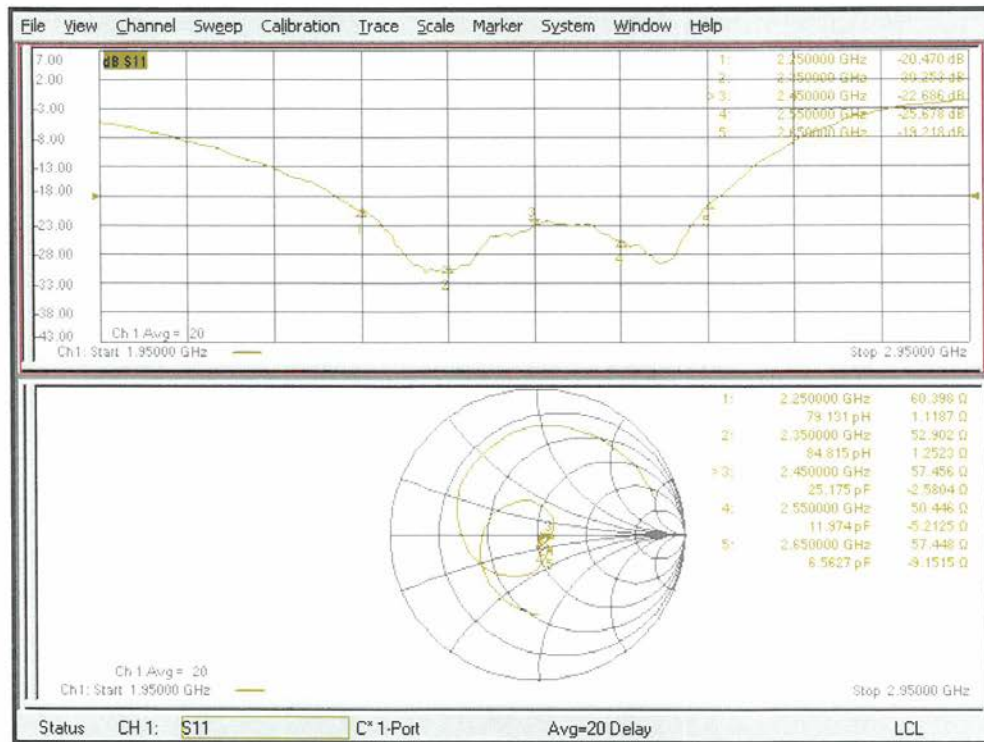 File View Channel Sweep Calibration Trace Scale Marker System Window Help
7.00
dB S11
2.00
-3.00
-8.00
-13.00
-18.00
-23.00
-28.00
-33.00
-38.00
-43.00
1: 2.250000 GHz -20.470 dB
2: 2.350000 GHz dB
> 3: 2.450000 GHz -22.686 dB
4: 2.550000 GHz -25.678 dB
5: 2.650000 GHz -19.218 dB
3
2
4
1
Ch 1 Avg = 20
Ch1: Start 1.95000 GHz
Stop 2.95000 GHz
1: 2.250000 GHz 60.398 Ω
79.131 pH 1.1187 Ω
2: 2.350000 GHz 52.902 Ω
84.815 pH 1.2523 Ω
> 3: 2.450000 GHz 57.456 Ω
25.175 pF -2.5804 Ω
4: 2.550000 GHz 50.446 Ω
11.974 pF -5.2125 Ω
5: 2.650000 GHz 57.448 Ω
6.5627 pF -9.1515 Ω
Ch 1 Avg = 20
Ch1: Start 1.95000 GHz
Stop 2.95000 GHz
Status CH 1: S11 C* 1-Port Avg=20 Delay LCL